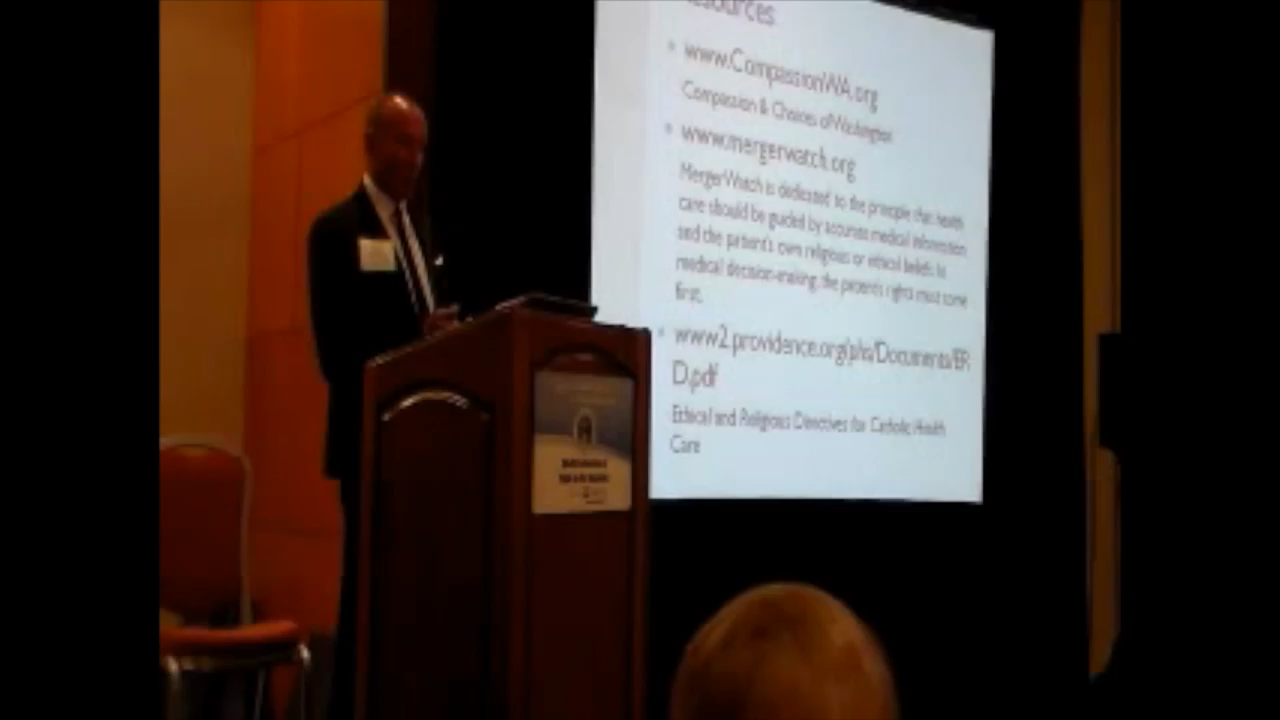 Resources
www.CompassionWA.org
Compassion & Choices of Washington
www.mergerwatch.org
MergerWatch is dedicated to the principle that health
care should be guided by accurate medical information
and the patient's own religious or ethical beliefs. In
medical decision-making, the patient's rights must come
first.
www2.providence.org/phs/Documents/ER
D.pdf
Ethical and Religious Directives for Catholic Health
Care